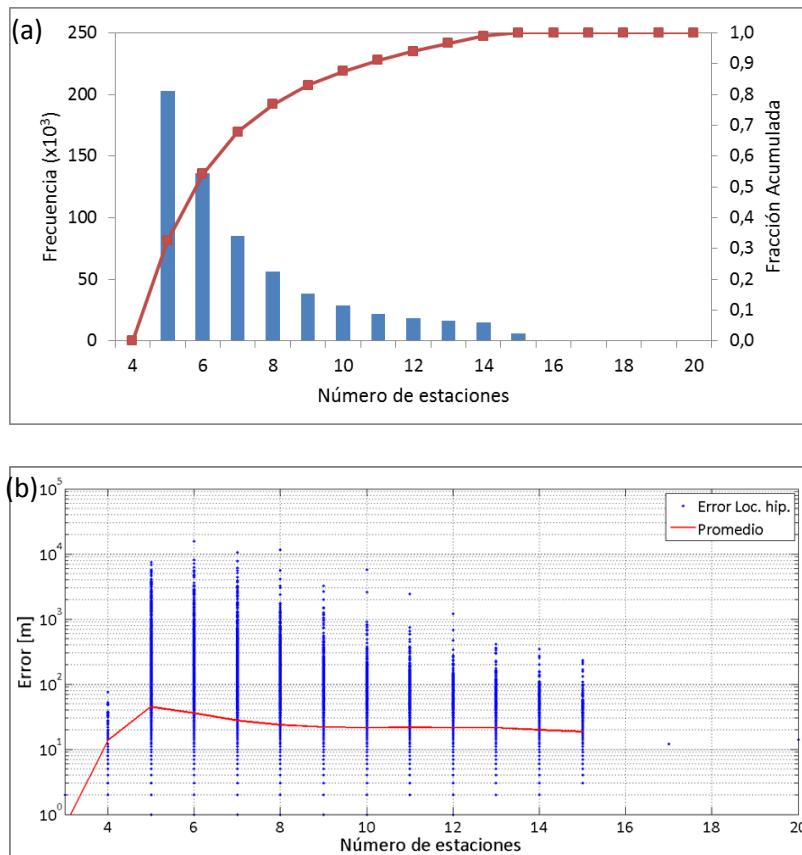 (a)
250
200
150
100
50
0
Frecuencia (x10³)
1,0
0,9
0,8
0,7
0,6
0,5
0,4
0,3
0,2
0,1
0,0
Fracción Acumulada
4 6 8 10 12 14 16 18 20
Número de estaciones
(b)
10⁵
10⁴
10³
10²
10¹
10⁰
Error [m]
Error Loc. hip.
Promedio
4 6 8 10 12 14 16 18 20
Número de estaciones